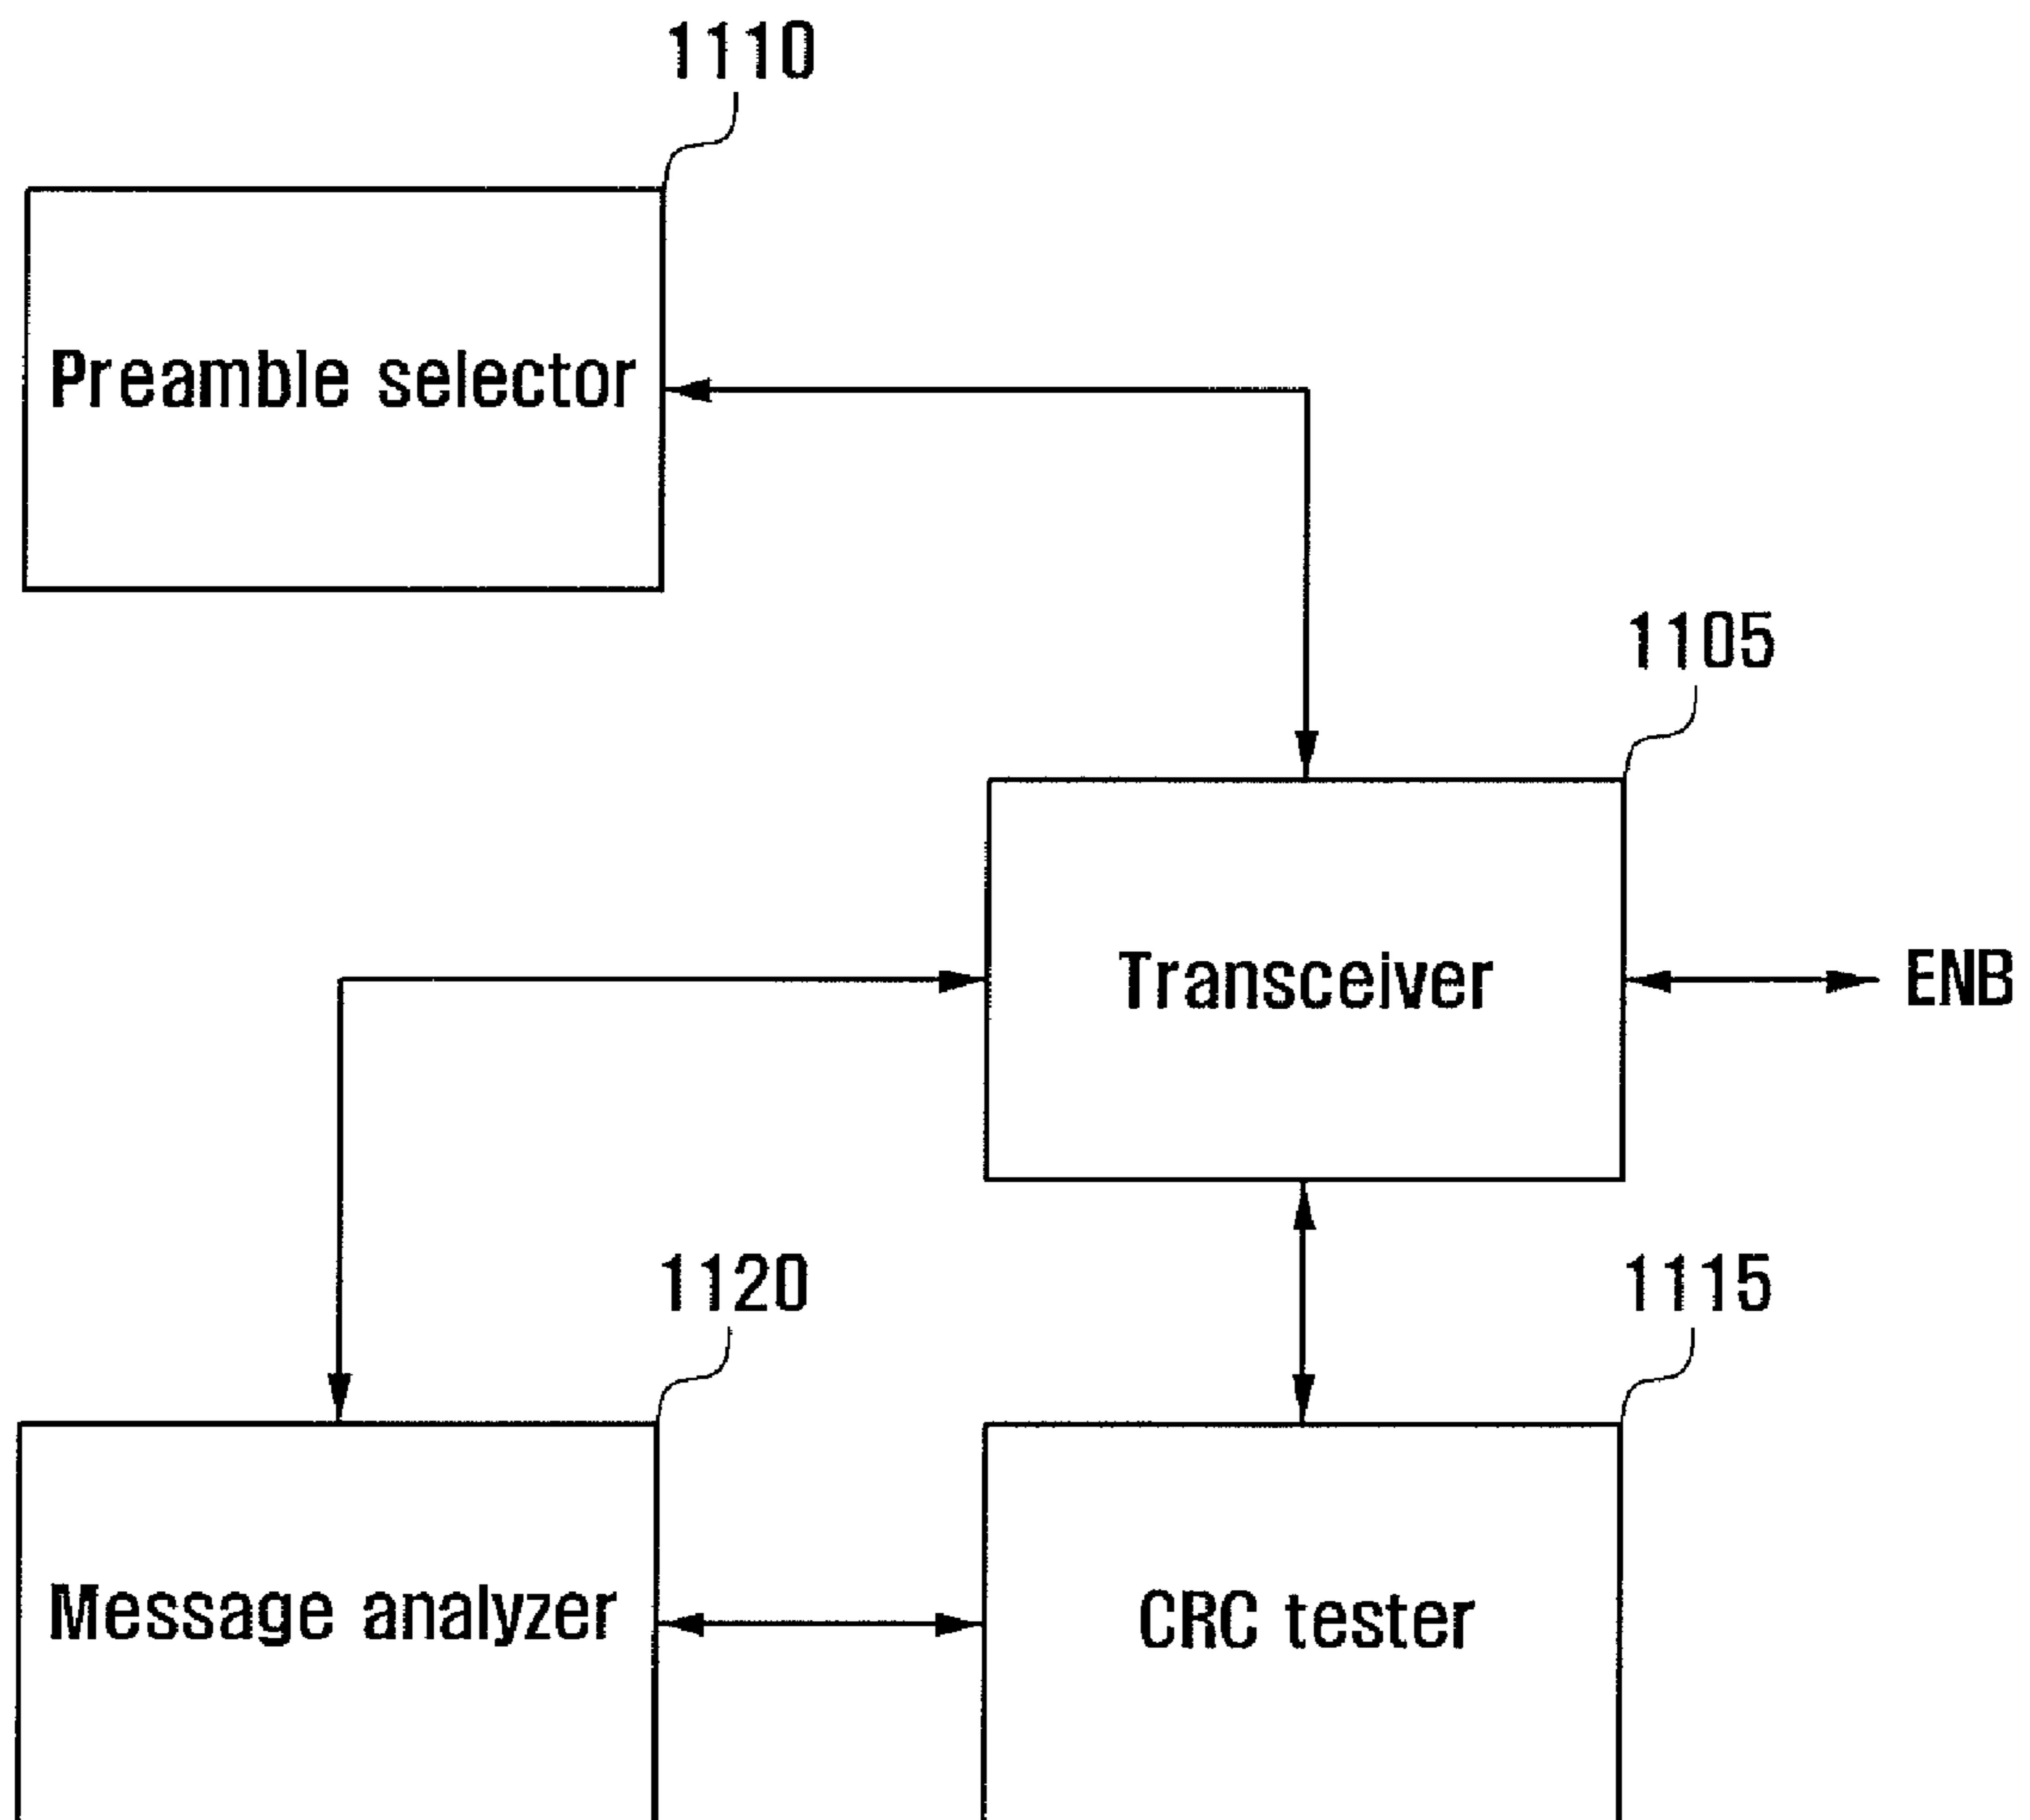 1110
Preamble selector
1105
Transceiver
ENB
1120
1115
Message analyzer
CRC tester